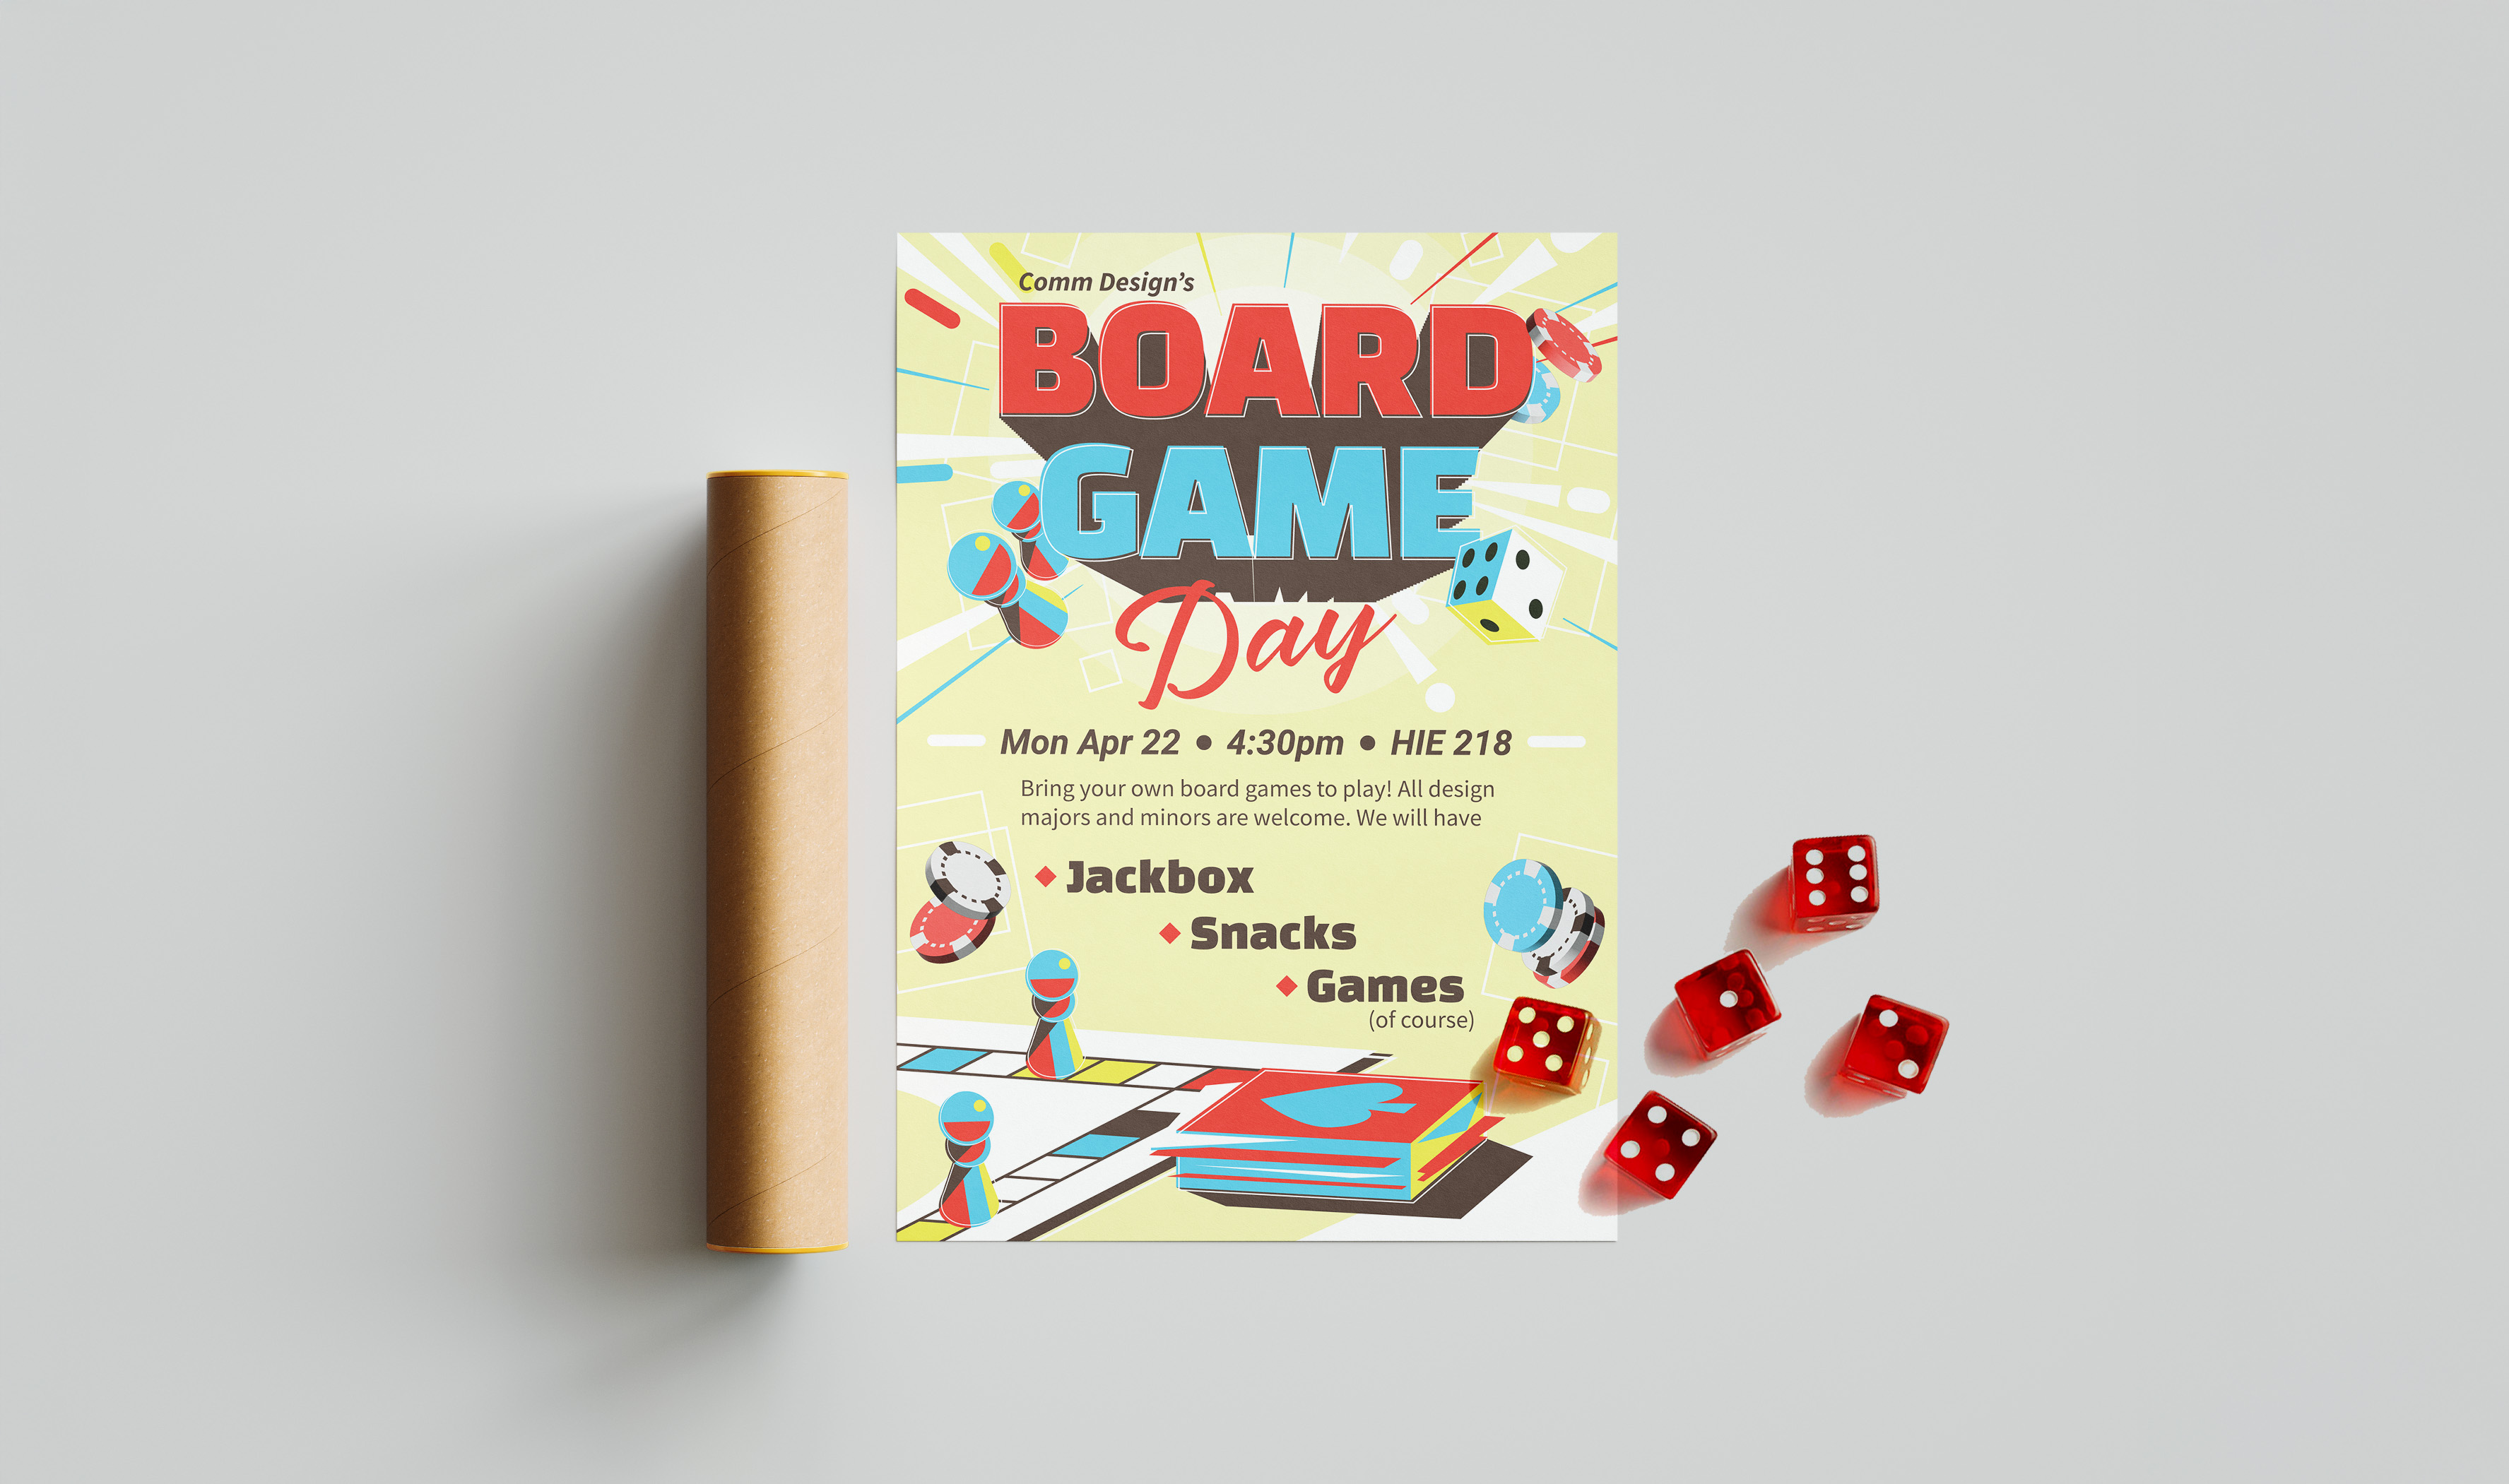 Comm Design's
BOARD
GAME
Day
Mon Apr 22 • 4:30pm • HIE 218
Bring your own board games to play! All design
majors and minors are welcome. We will have
Jackbox
Snacks
Games
(of course)